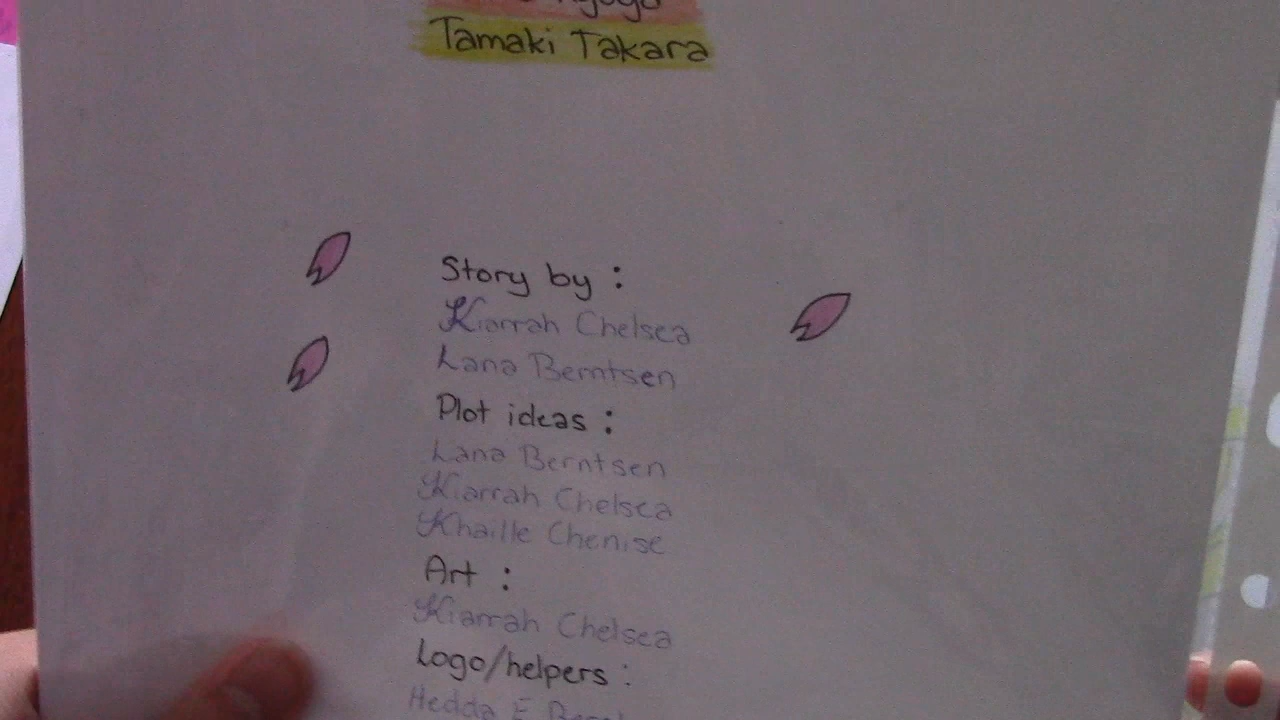 Tamaki Takara
Story by :
Kiarrah Chelsea
Lana Berntsen
Plot ideas :
Lana Berntsen
Kiarrah Chelsea
Khaille Chenise
Art :
Kiarrah Chelsea
Logo/helpers :
Hedda E